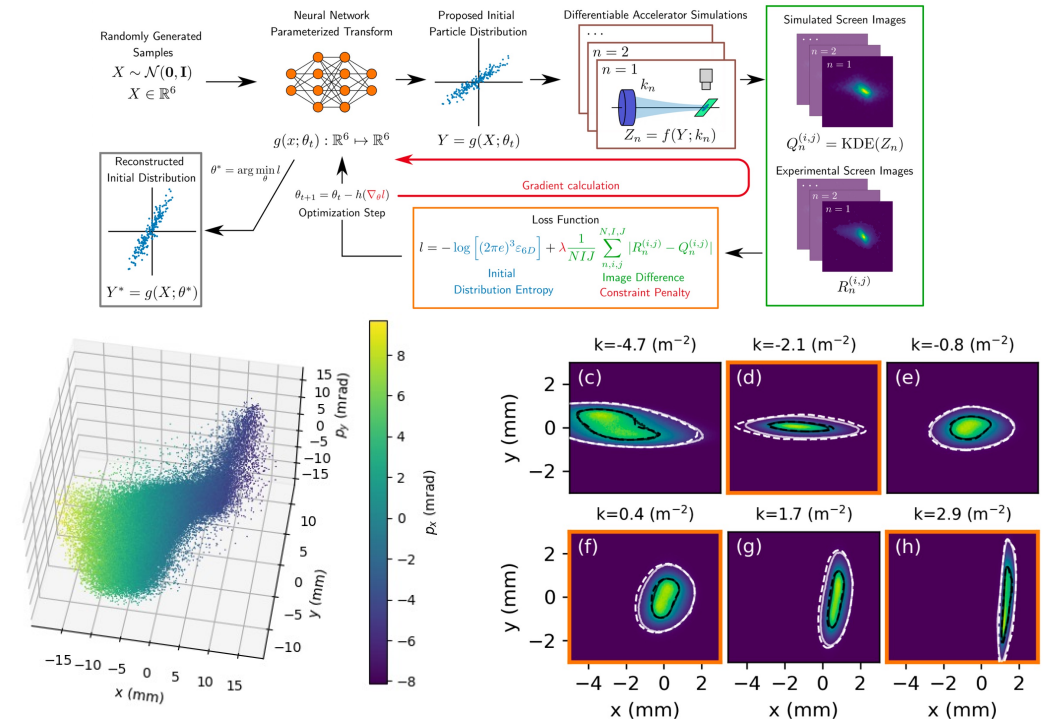 Randomly Generated
Samples
X ∼ 𝒩(0, I)
X ∈ ℝ⁶
Neural Network
Parameterized Transform
g(x; θ_t) : ℝ⁶ ↦ ℝ⁶
Proposed Initial
Particle Distribution
Y = g(X; θ_t)
Differentiable Accelerator Simulations
...
n = 2
n = 1
k_n
Z_n = f(Y; k_n)
Simulated Screen Images
...
n = 2
n = 1
Q_n^{(i,j)} = KDE(Z_n)
Experimental Screen Images
...
n = 2
n = 1
R_n^{(i,j)}
Reconstructed
Initial Distribution
Y* = g(X; θ*)
θ* = arg min_θ l
θ_{t+1} = θ_t − h(∇_θ l)
Optimization Step
Gradient calculation
Loss Function
l = − log [(2πe)³ε_{6D}] + λ 1/NIJ ∑_{n,i,j}^{N,I,J} |R_n^{(i,j)} − Q_n^{(i,j)}|
Initial
Distribution Entropy
Image Difference
Constraint Penalty
15
10
5
0
−5
−10
−15
p_y (mrad)
10
5
0
−5
−10
y (mm)
−15 −10 −5 0 5 10 15
x (mm)
8
6
4
2
0
−2
−4
−6
−8
p_x (mrad)
k=-4.7 (m⁻²)
k=-2.1 (m⁻²)
k=-0.8 (m⁻²)
(c)
(d)
(e)
2
0
−2
y (mm)
k=0.4 (m⁻²)
k=1.7 (m⁻²)
k=2.9 (m⁻²)
(f)
(g)
(h)
2
0
−2
y (mm)
−4 −2 0 2
−4 −2 0 2
−4 −2 0 2
x (mm)
x (mm)
x (mm)